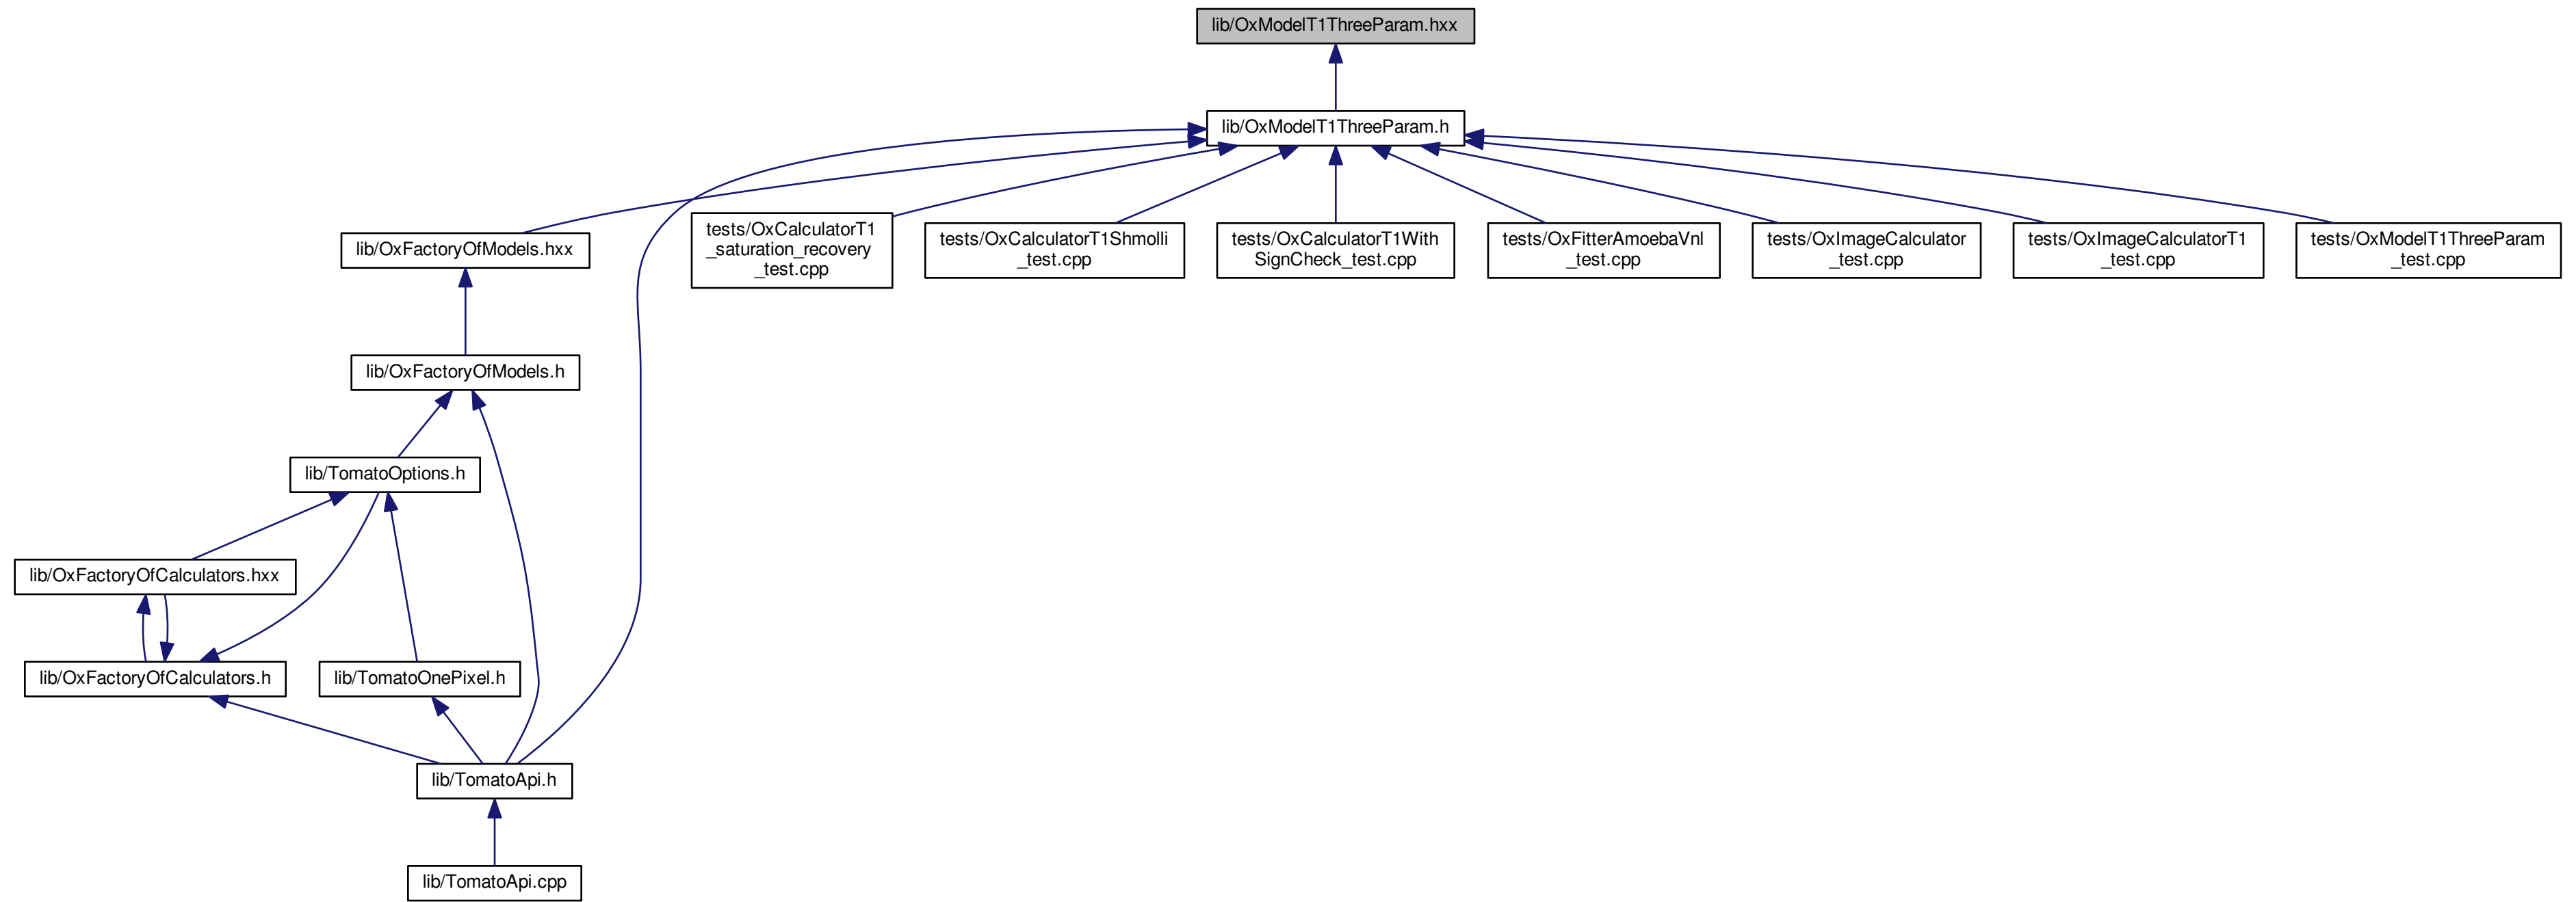 lib/OxModelT1ThreeParam.hxx
lib/OxModelT1ThreeParam.h
lib/OxFactoryOfModels.hxx
tests/OxCalculatorT1
_saturation_recovery
_test.cpp
tests/OxCalculatorT1Shmolli
_test.cpp
tests/OxCalculatorT1With
SignCheck_test.cpp
tests/OxFitterAmoebaVnl
_test.cpp
tests/OxImageCalculator
_test.cpp
tests/OxImageCalculatorT1
_test.cpp
tests/OxModelT1ThreeParam
_test.cpp
lib/OxFactoryOfModels.h
lib/TomatoOptions.h
lib/OxFactoryOfCalculators.hxx
lib/OxFactoryOfCalculators.h
lib/TomatoOnePixel.h
lib/TomatoApi.h
lib/TomatoApi.cpp